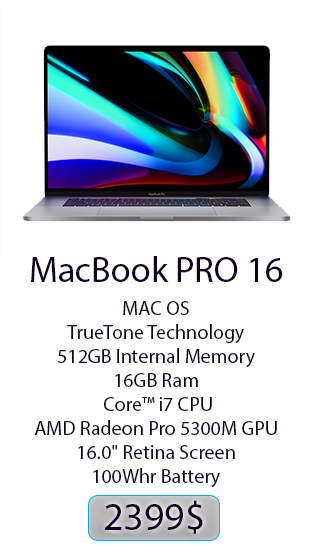 MacBook PRO 16
MAC OS
TrueTone Technology
512GB Internal Memory
16GB Ram
Core™ i7 CPU
AMD Radeon Pro 5300M GPU
16.0" Retina Screen
100Whr Battery
2399$